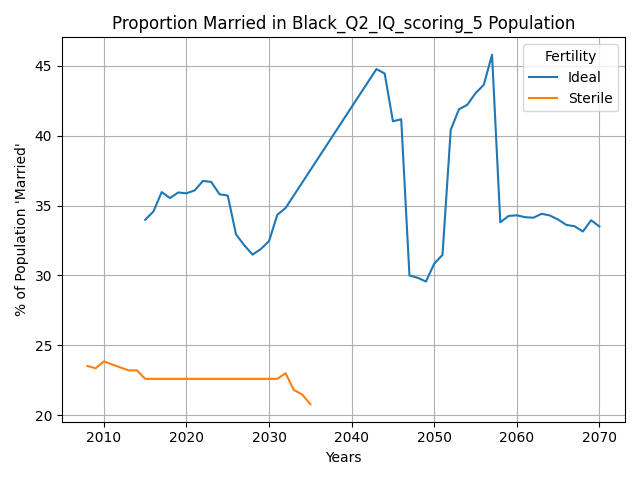 Proportion Married in Black_Q2_IQ_scoring_5 Population
Fertility
Ideal
Sterile
% of Population 'Married'
45
40
35
30
25
20
2010
2020
2030
2040
2050
2060
2070
Years